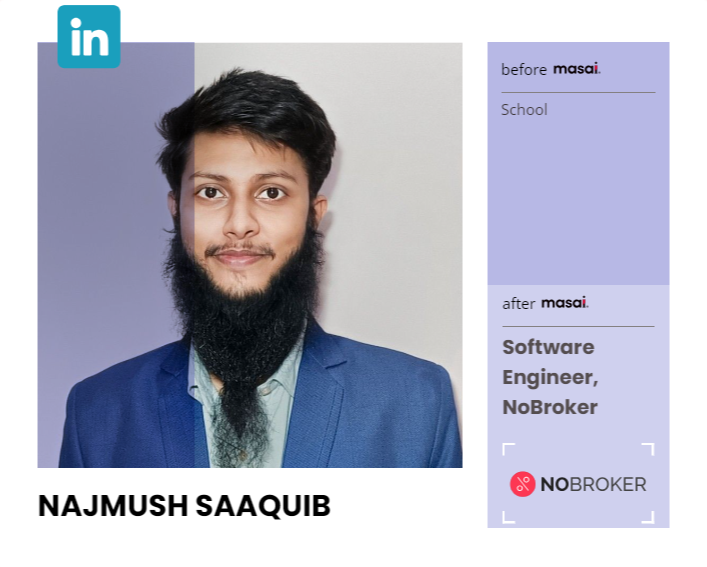 in
before masai.
School
after masai.
Software
Engineer,
NoBroker
NOBROKER
NAJMUSH SAAQUIB